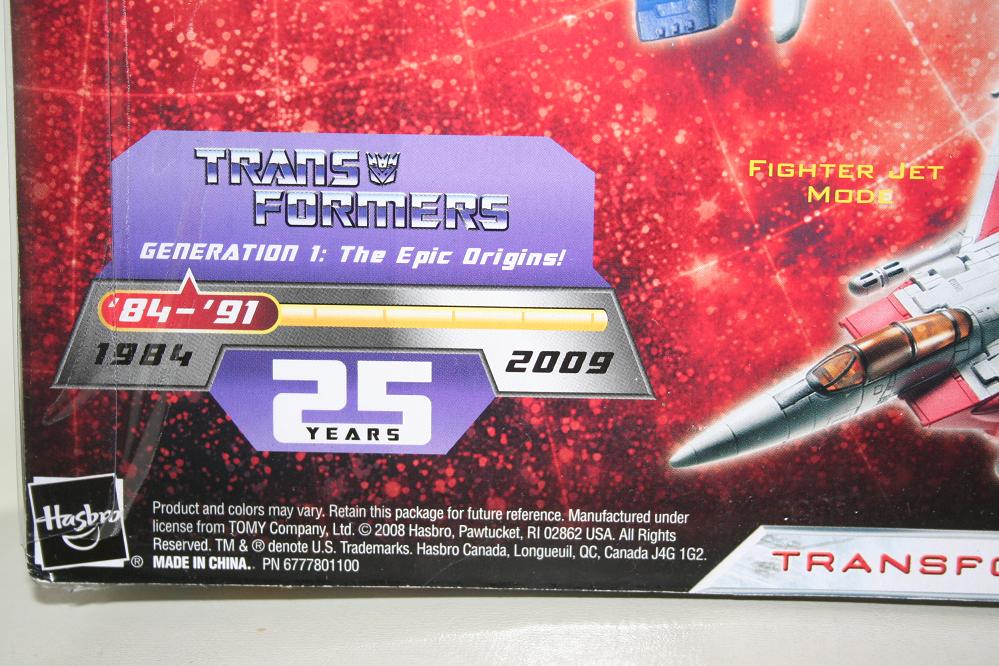 TRANS
FORMERS
GENERATION 1: The Epic Origins!
'84-'91
1984
2009
25
YEARS
FIGHTER JET
MODE
Hasbro
®
Product and colors may vary. Retain this package for future reference. Manufactured under
license from TOMY Company, Ltd. © 2008 Hasbro, Pawtucket, RI 02862 USA. All Rights
Reserved. TM & ® denote U.S. Trademarks. Hasbro Canada, Longueuil, QC, Canada J4G 1G2.
MADE IN CHINA. PN 6777801100
TRANSFO